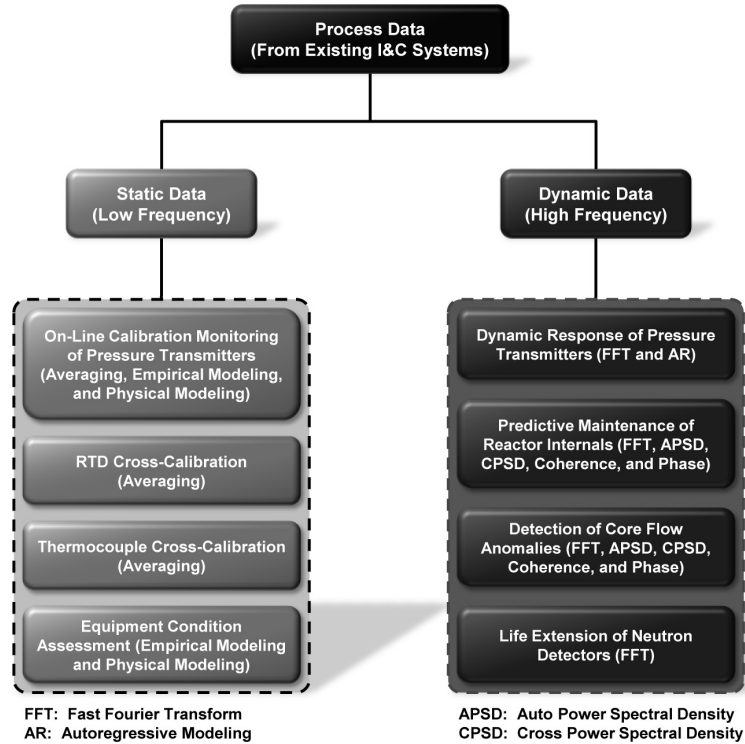 Process Data
(From Existing I&C Systems)
Static Data
(Low Frequency)
Dynamic Data
(High Frequency)
On-Line Calibration Monitoring
of Pressure Transmitters
(Averaging, Empirical Modeling,
and Physical Modeling)
RTD Cross-Calibration
(Averaging)
Thermocouple Cross-Calibration
(Averaging)
Equipment Condition
Assessment (Empirical Modeling
and Physical Modeling)
Dynamic Response of Pressure
Transmitters (FFT and AR)
Predictive Maintenance of
Reactor Internals (FFT, APSD,
CPSD, Coherence, and Phase)
Detection of Core Flow
Anomalies (FFT, APSD, CPSD,
Coherence, and Phase)
Life Extension of Neutron
Detectors (FFT)
FFT: Fast Fourier Transform
AR: Autoregressive Modeling
APSD: Auto Power Spectral Density
CPSD: Cross Power Spectral Density